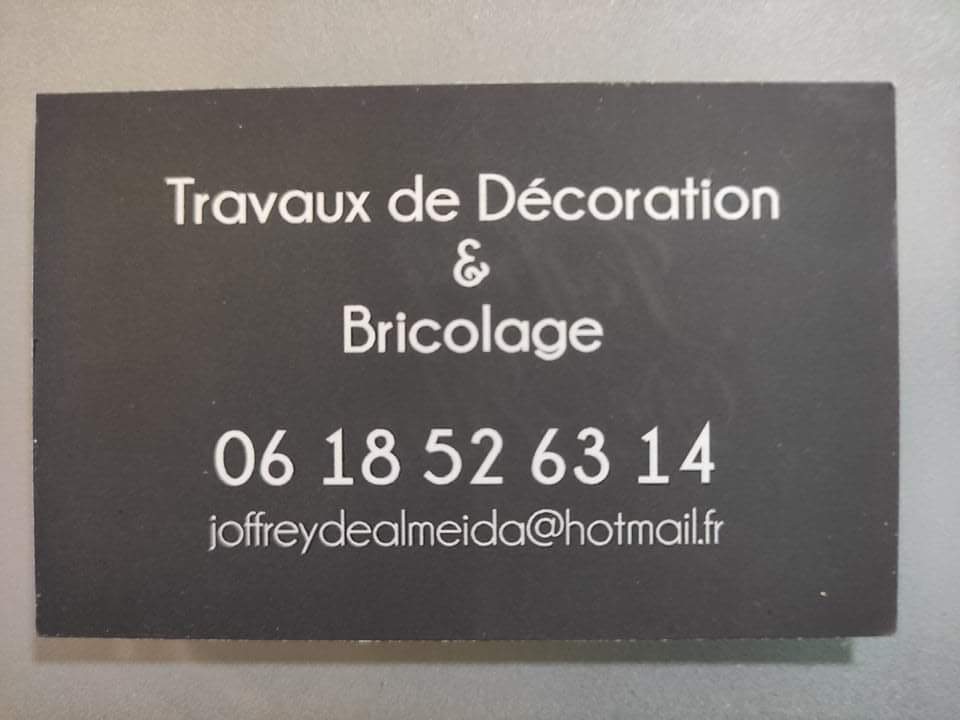 Travaux de Décoration
&
Bricolage
06 18 52 63 14
joffreydealmeida@hotmail.fr